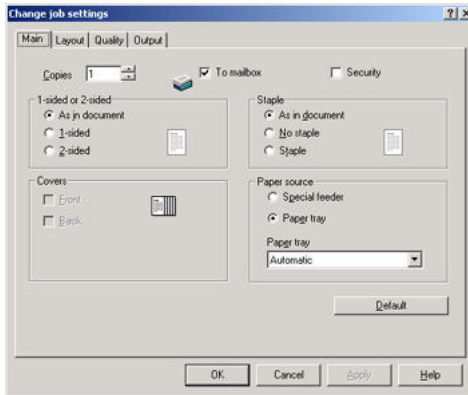 Change job settings
Main Layout Quality Output
Copies 1 To mailbox Security
1-sided or 2-sided
As in document
1-sided
2-sided
Staple
As in document
No staple
Staple
Covers
Front
Back
Paper source
Special feeder
Paper tray
Paper tray
Automatic
Default
OK Cancel Apply Help